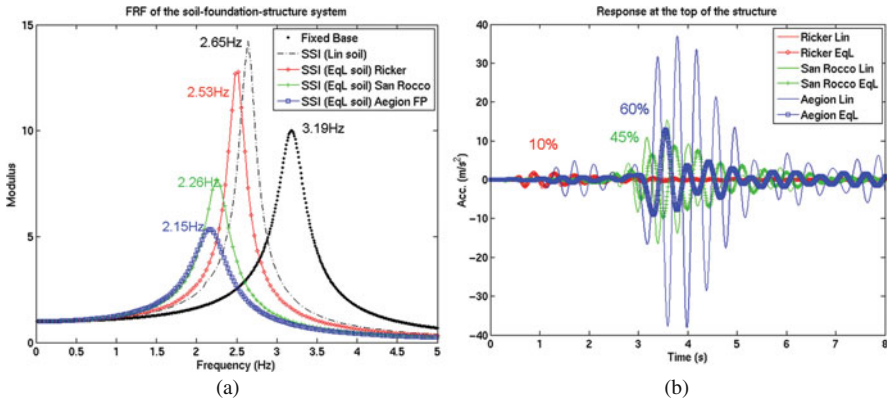 FRF of the soil-foundation-structure system
15
10
5
0
0
0.5
1
1.5
2
2.5
3
3.5
4
4.5
5
Modulus
Frequency (Hz)
2.65Hz
2.53Hz
2.26Hz
2.15Hz
3.19Hz
Fixed Base
SSI (Lin soil)
SSI (EqL soil) Ricker
SSI (EqL soil) San Rocco
SSI (EqL soil) Aegion FP
(a)
Response at the top of the structure
40
30
20
10
0
-10
-20
-30
-40
0
1
2
3
4
5
6
7
8
Acc. (m/s²)
Time (s)
10%
45%
60%
Ricker Lin
Ricker EqL
San Rocco Lin
San Rocco EqL
Aegion Lin
Aegion EqL
(b)